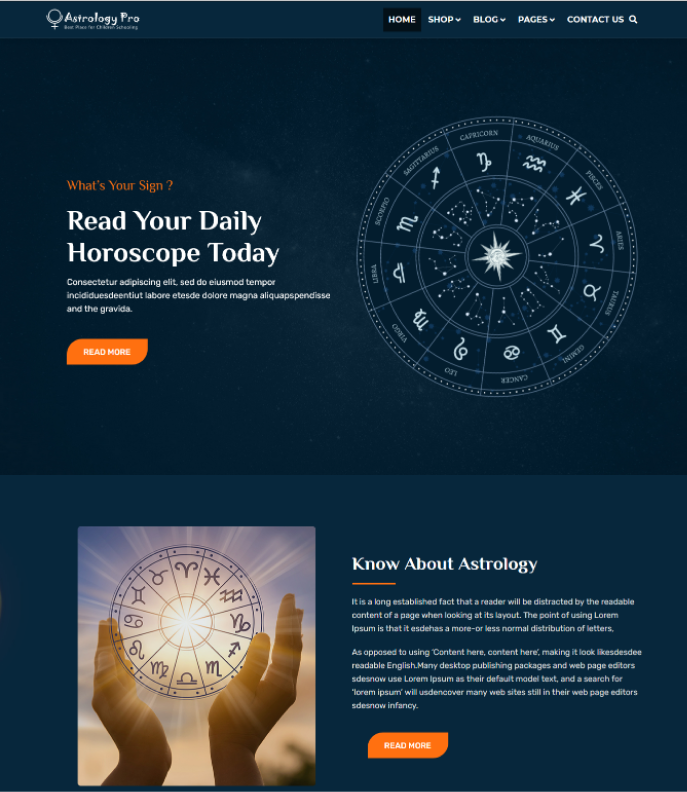 Astrology Pro
Best Place for Children Schooling
HOME SHOP BLOG PAGES CONTACT US
What's Your Sign ?
Read Your Daily
Horoscope Today
Consectetur adipiscing elit, sed do eiusmod tempor
incididuesdeentiut labore etesde dolore magna aliquapspendisse
and the gravida.
READ MORE
CAPRICORN
AQUARIUS
PISCES
ARIES
TAURUS
GEMINI
CANCER
LEO
VIRGO
LIBRA
SCORPIO
SAGITTARIUS
Know About Astrology
It is a long established fact that a reader will be distracted by the readable
content of a page when looking at its layout. The point of using Lorem
Ipsum is that it esdehas a more-or less normal distribution of letters,
As opposed to using 'Content here, content here', making it look likesdesdee
readable English.Many desktop publishing packages and web page editors
sdesnow use Lorem Ipsum as their default model text, and a search for
'lorem ipsum' will usdencover many web sites still in their web page editors
sdesnow infancy.
READ MORE